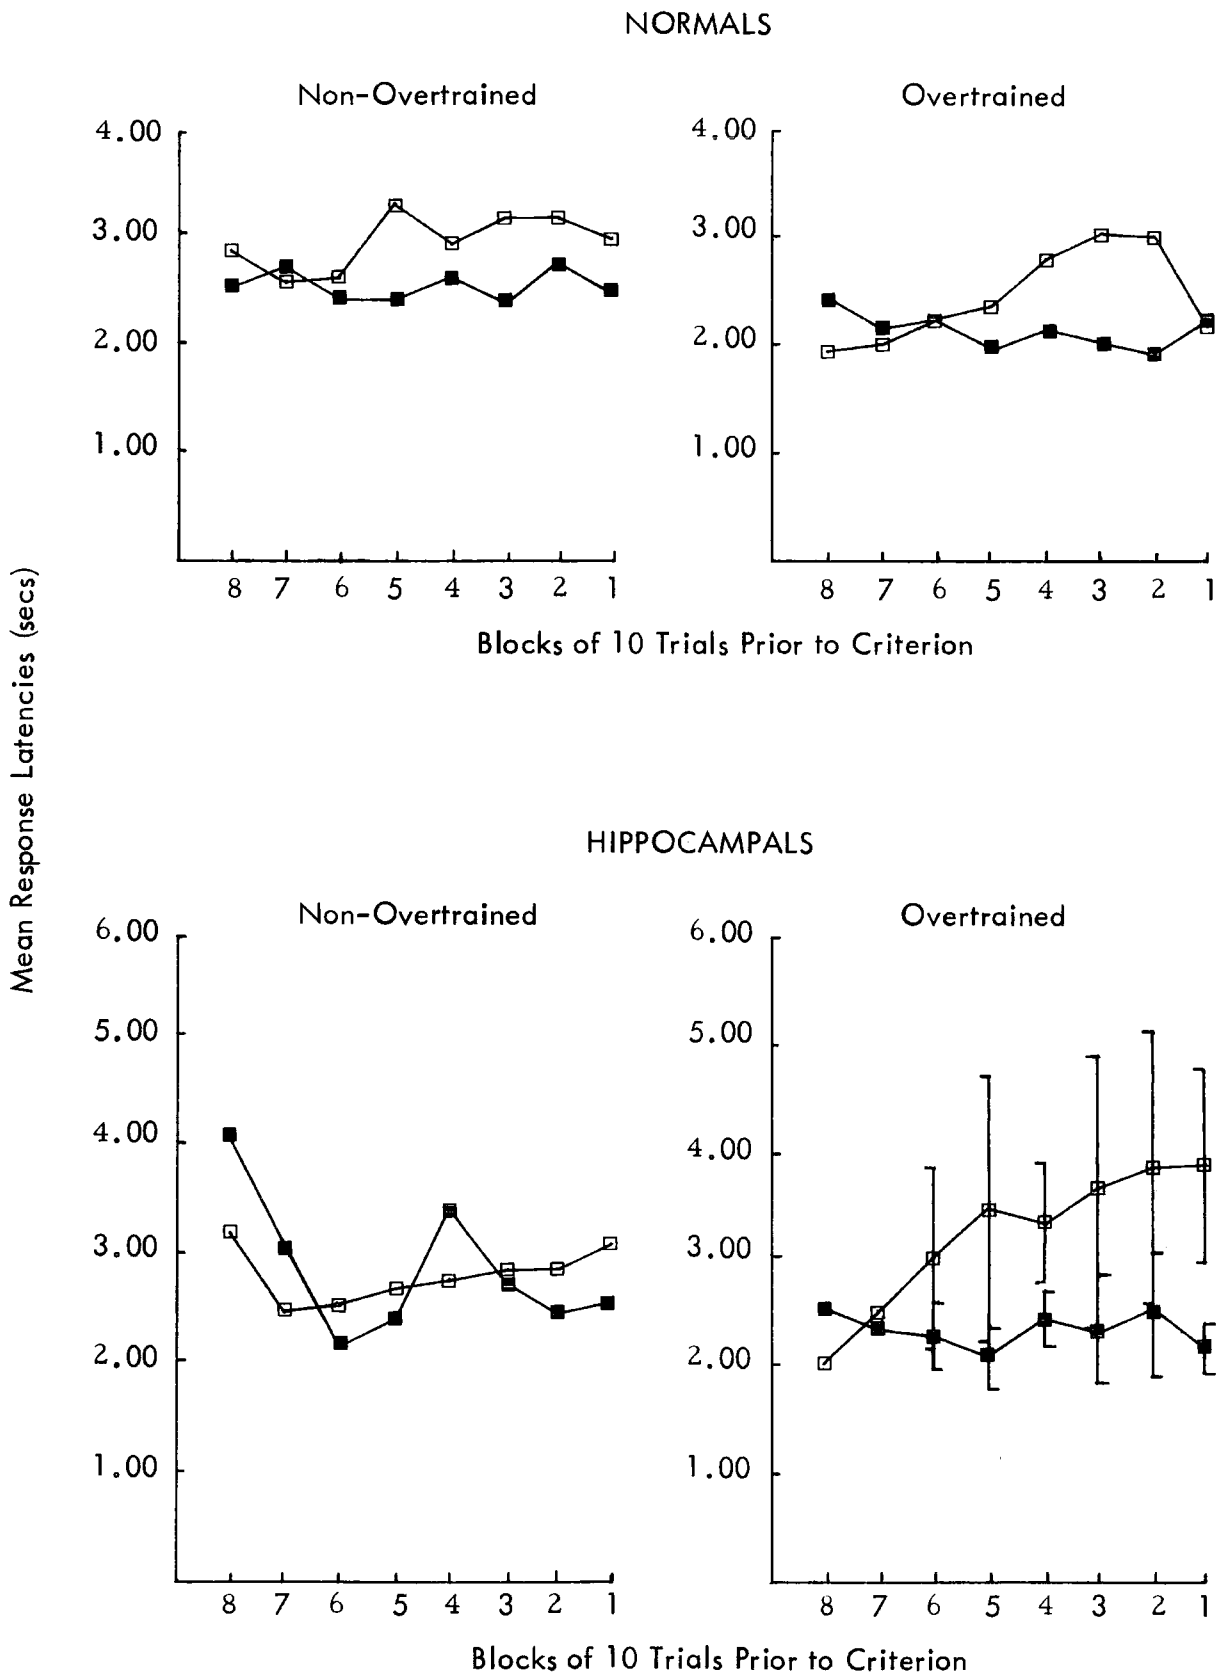 NORMALS
Non-Overtrained
Overtrained
4.00
3.00
2.00
1.00
8 7 6 5 4 3 2 1
4.00
3.00
2.00
1.00
8 7 6 5 4 3 2 1
Blocks of 10 Trials Prior to Criterion
Mean Response Latencies (secs)
HIPPOCAMPALS
Non-Overtrained
Overtrained
6.00
5.00
4.00
3.00
2.00
1.00
8 7 6 5 4 3 2 1
6.00
5.00
4.00
3.00
2.00
1.00
8 7 6 5 4 3 2 1
Blocks of 10 Trials Prior to Criterion